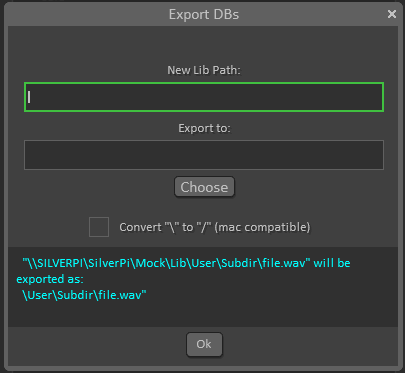 Export DBs
New Lib Path:
Export to:
Choose
Convert "\" to "/" (mac compatible)
"\\SILVERPI\SilverPi\Mock\Lib\User\Subdir\file.wav" will be
exported as:
\User\Subdir\file.wav"
Ok